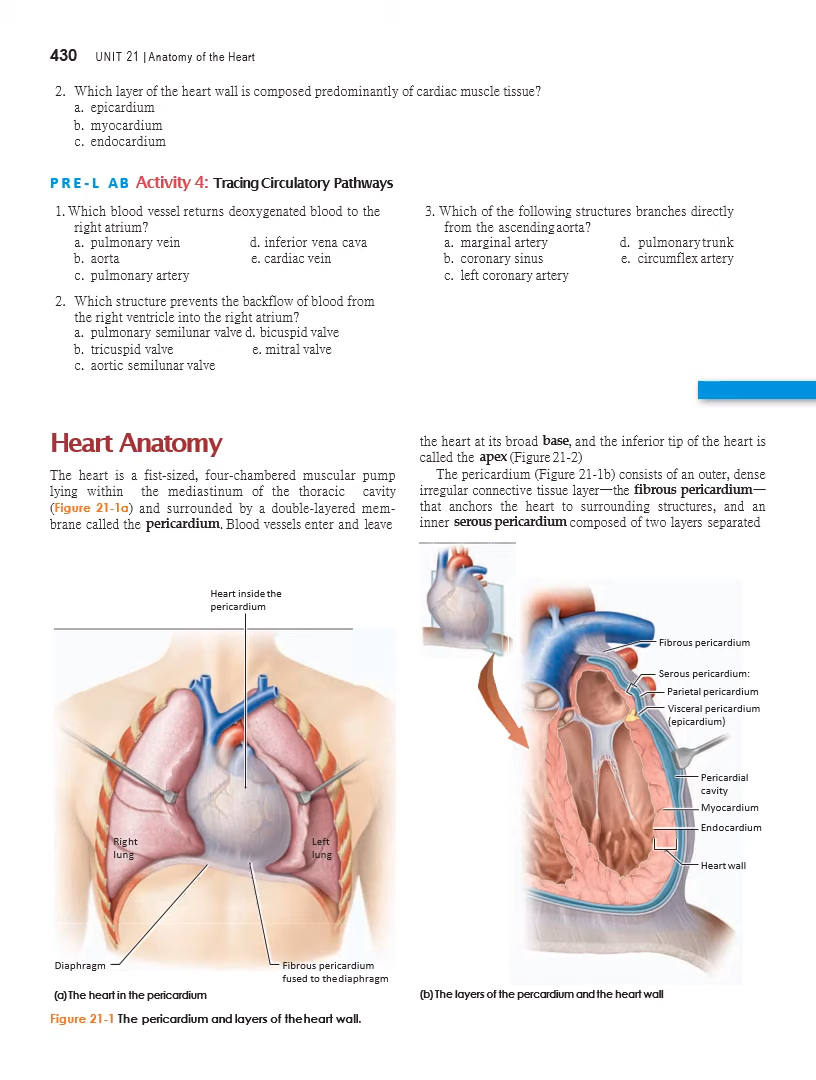 430 UNIT 21 | Anatomy of the Heart
2. Which layer of the heart wall is composed predominantly of cardiac muscle tissue?
a. epicardium
b. myocardium
c. endocardium
PRE-L AB Activity 4: Tracing Circulatory Pathways
1. Which blood vessel returns deoxygenated blood to the
right atrium?
a. pulmonary vein d. inferior vena cava
b. aorta e. cardiac vein
c. pulmonary artery
2. Which structure prevents the backflow of blood from
the right ventricle into the right atrium?
a. pulmonary semilunar valve d. bicuspid valve
b. tricuspid valve e. mitral valve
c. aortic semilunar valve
3. Which of the following structures branches directly
from the ascending aorta?
a. marginal artery d. pulmonary trunk
b. coronary sinus e. circumflex artery
c. left coronary artery
Heart Anatomy
The heart is a fist-sized, four-chambered muscular pump
lying within the mediastinum of the thoracic cavity
(Figure 21-1a) and surrounded by a double-layered mem-
brane called the pericardium. Blood vessels enter and leave
the heart at its broad base, and the inferior tip of the heart is
called the apex (Figure 21-2)
The pericardium (Figure 21-1b) consists of an outer, dense
irregular connective tissue layer—the fibrous pericardium—
that anchors the heart to surrounding structures, and an
inner serous pericardium composed of two layers separated
Heart inside the
pericardium
Right
lung
Left
lung
Diaphragm
Fibrous pericardium
fused to the diaphragm
(a) The heart in the pericardium
Fibrous pericardium
Serous pericardium:
Parietal pericardium
Visceral pericardium
(epicardium)
Pericardial
cavity
Myocardium
Endocardium
Heart wall
(b) The layers of the percardium and the heart wall
Figure 21-1 The pericardium and layers of the heart wall.